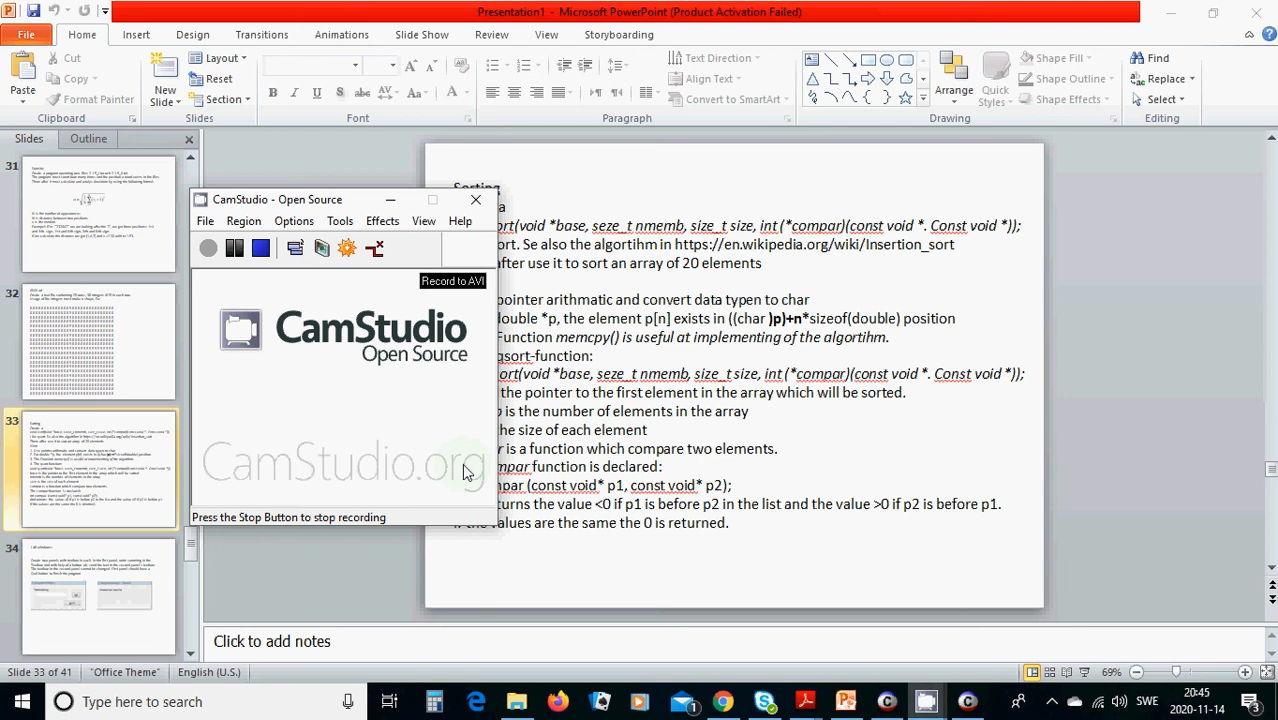 Presentation1 - Microsoft PowerPoint (Product Activation Failed)
File Home Insert Design Transitions Animations Slide Show Review View Storyboarding
Paste
Cut
Copy
Format Painter
Clipboard
New Slide
Layout
Reset
Section
Slides
Font
Text Direction
Align Text
Convert to SmartArt
Paragraph
Arrange
Quick Styles
Shape Fill
Shape Outline
Shape Effects
Drawing
Find
Replace
Select
Editing
Slides Outline
31
32
33
34
CamStudio - Open Source
File Region Options Tools Effects View Help
Record to AVI
CamStudio
Open Source
CamStudio.org
Press the Stop Button to stop recording
Sorting
a
ort(void *base, seze_t nmemb, size_t size, int (*compar)(const void *. Const void *));
sort. Se also the algortihm in https://en.wikipedia.org/wiki/Insertion_sort
after use it to sort an array of 20 elements
pointer arithmatic and convert data typen to char
double *p, the element p[n] exists in ((char )p)+n*sizeof(double) position
Function memcpy() is useful at implementing of the algortihm.
qsort-function:
ort(void *base, seze_t nmemb, size_t size, int (*compar)(const void *. Const void *));
the pointer to the first element in the array which will be sorted.
is the number of elements in the array
the size of each element
is a function which compare two elements.
mpar function is declared:
mpar (const void* p1, const void* p2);
turns the value <0 if p1 is before p2 in the list and the value >0 if p2 is before p1.
If the values are the same the 0 is returned.
Click to add notes
Slide 33 of 41 "Office Theme" English (U.S.) 69%
Type here to search
SWE
20:45
2020-11-14